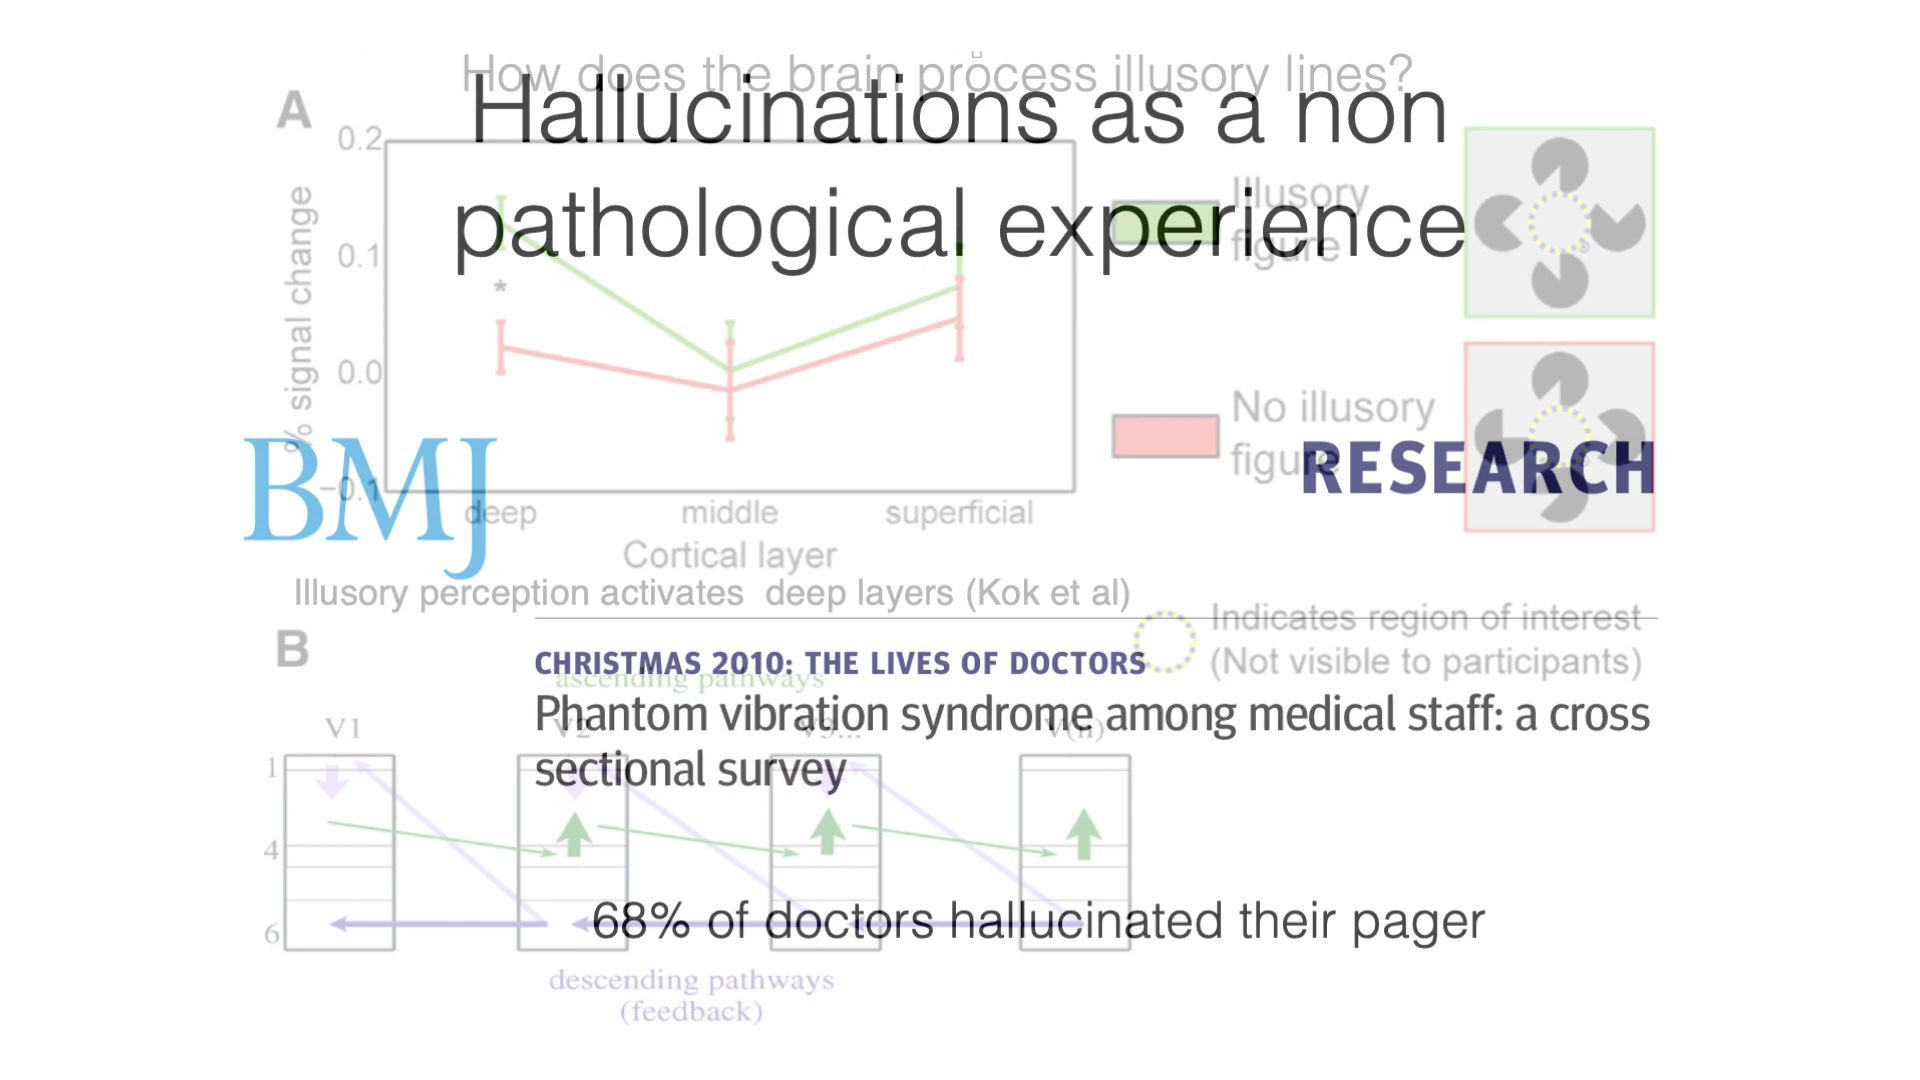 How does the brain process illusory lines?
Hallucinations as a non
pathological experience
A
% signal change
0.2
0.1
0.0
−0.1
*
deep middle superficial
Cortical layer
Illusory
figure
No illusory
figure
BMJ
RESEARCH
Illusory perception activates deep layers (Kok et al)
Indicates region of interest
(Not visible to participants)
B
CHRISTMAS 2010: THE LIVES OF DOCTORS
ascending pathways
Phantom vibration syndrome among medical staff: a cross
sectional survey
V1 V2 V3... V(n)
1
4
6
68% of doctors hallucinated their pager
descending pathways
(feedback)